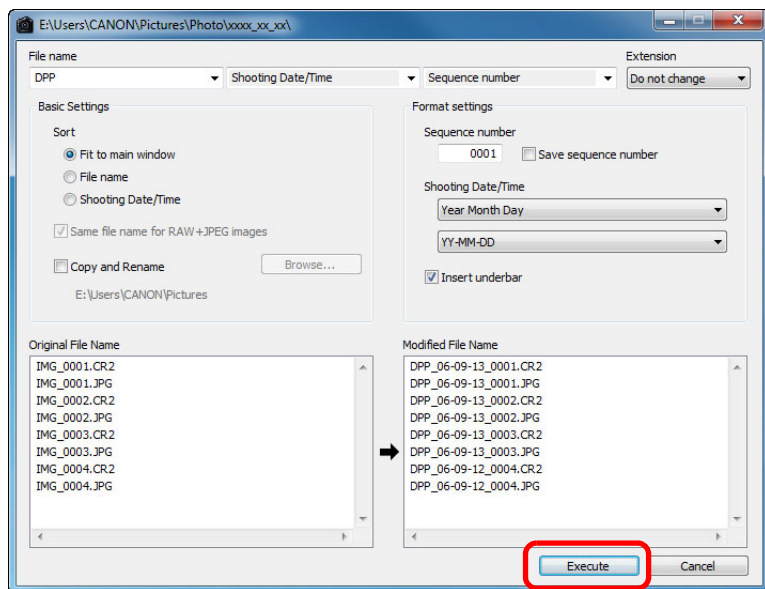 E:\Users\CANON\Pictures\Photo\xxxx_xx_xx\
File name
Extension
DPP
Shooting Date/Time
Sequence number
Do not change
Basic Settings
Sort
Fit to main window
File name
Shooting Date/Time
Same file name for RAW+JPEG images
Copy and Rename
Browse...
E:\Users\CANON\Pictures
Format settings
Sequence number
0001
Save sequence number
Shooting Date/Time
Year Month Day
YY-MM-DD
Insert underbar
Original File Name
IMG_0001.CR2
IMG_0001.JPG
IMG_0002.CR2
IMG_0002.JPG
IMG_0003.CR2
IMG_0003.JPG
IMG_0004.CR2
IMG_0004.JPG
Modified File Name
DPP_06-09-13_0001.CR2
DPP_06-09-13_0001.JPG
DPP_06-09-13_0002.CR2
DPP_06-09-13_0002.JPG
DPP_06-09-13_0003.CR2
DPP_06-09-13_0003.JPG
DPP_06-09-12_0004.CR2
DPP_06-09-12_0004.JPG
Execute
Cancel